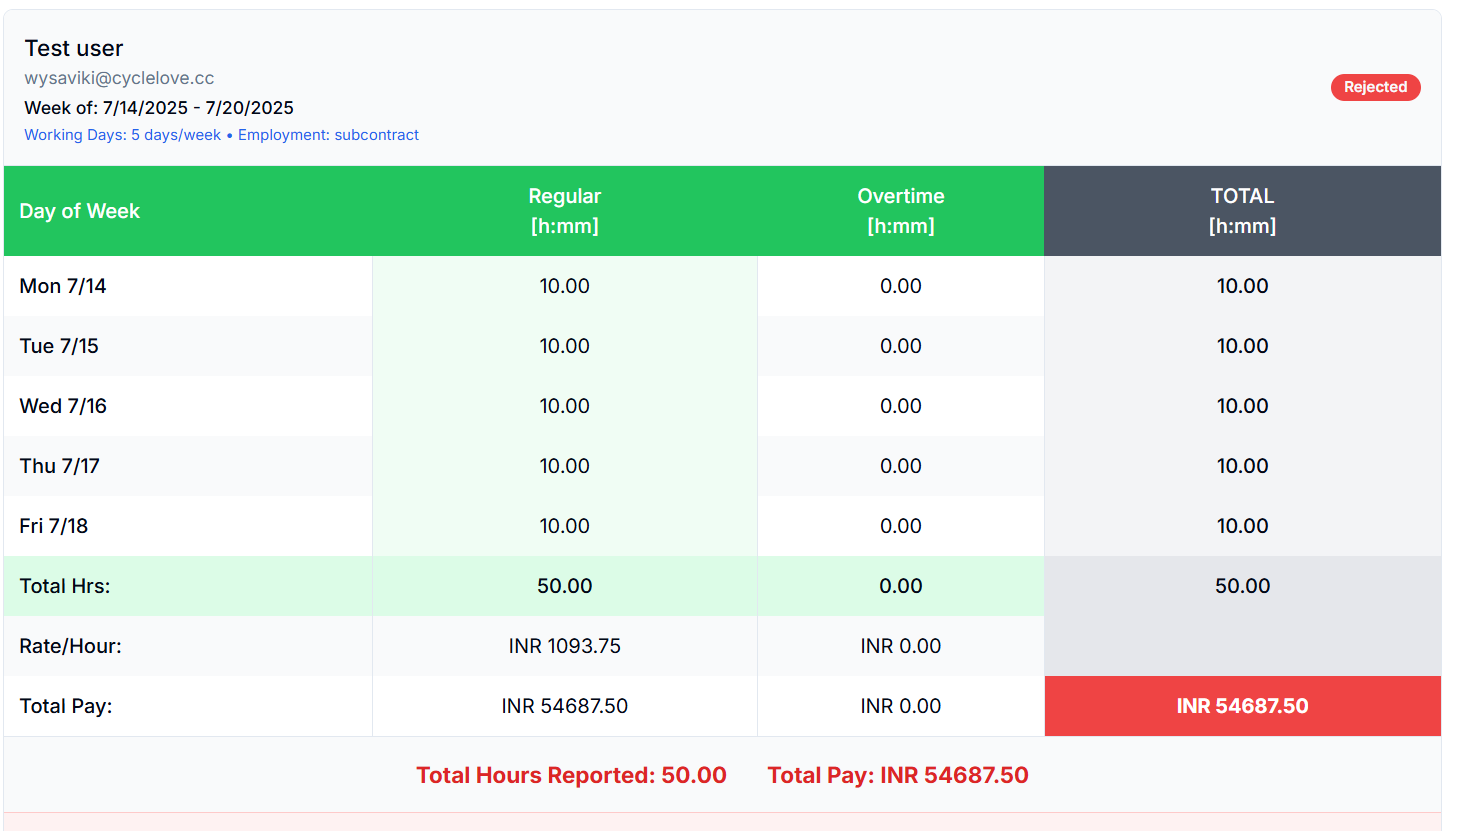 Test user
wysaviki@cyclelove.cc
Rejected
Week of: 7/14/2025 - 7/20/2025
Working Days: 5 days/week • Employment: subcontract
Day of Week Regular [h:mm] Overtime [h:mm] TOTAL [h:mm]
Mon 7/14 10.00 0.00 10.00
Tue 7/15 10.00 0.00 10.00
Wed 7/16 10.00 0.00 10.00
Thu 7/17 10.00 0.00 10.00
Fri 7/18 10.00 0.00 10.00
Total Hrs: 50.00 0.00 50.00
Rate/Hour: INR 1093.75 INR 0.00
Total Pay: INR 54687.50 INR 0.00 INR 54687.50
Total Hours Reported: 50.00 Total Pay: INR 54687.50